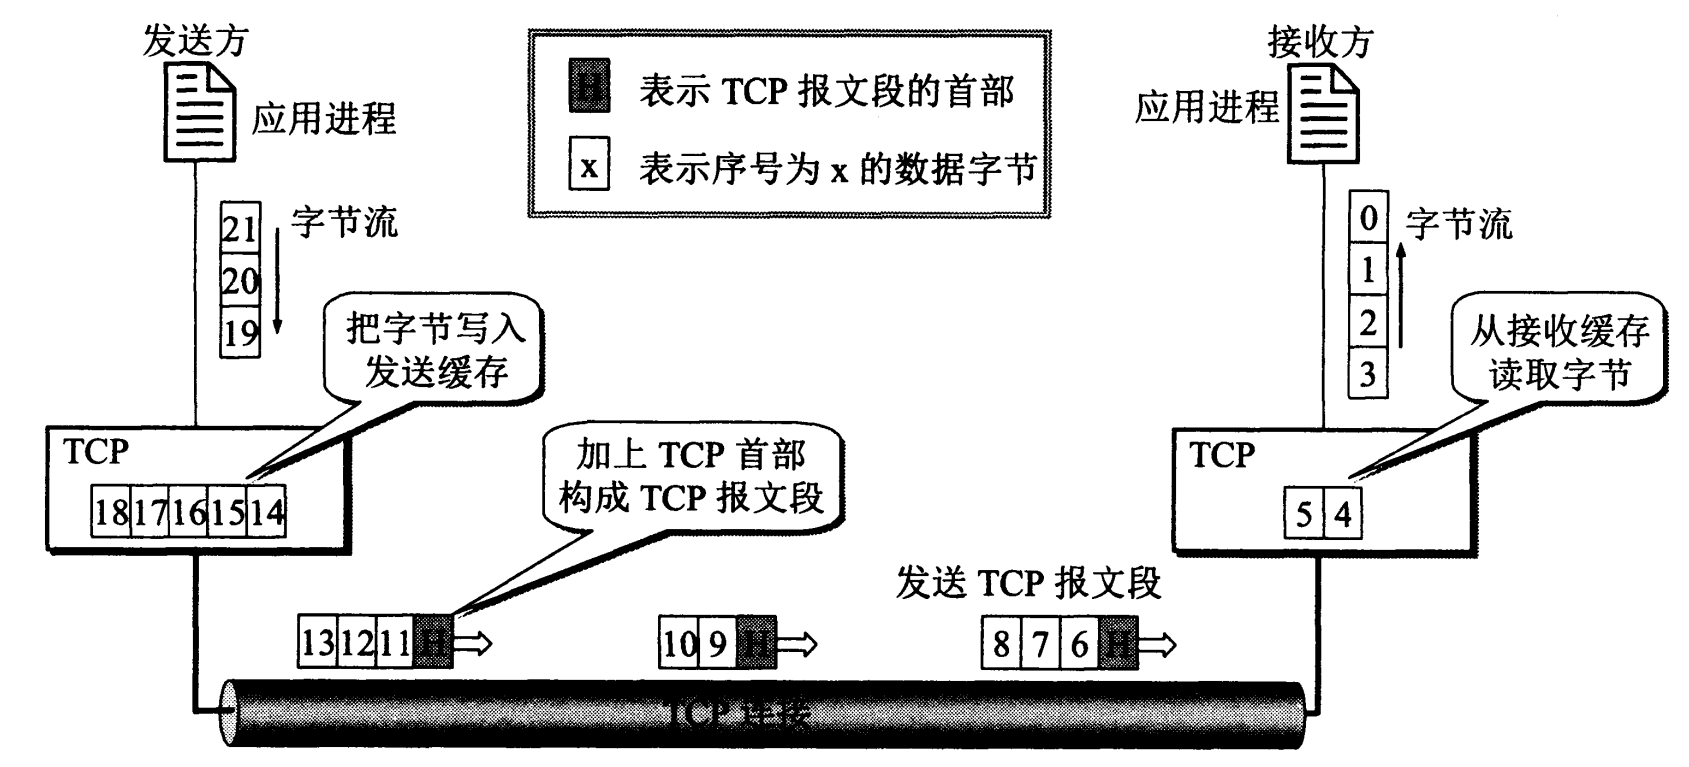 发送方
接收方
应用进程
应用进程
H 表示 TCP 报文段的首部
x 表示序号为 x 的数据字节
21
20
19
字节流
0
1
2
3
字节流
把字节写入
发送缓存
从接收缓存
读取字节
TCP
18 17 16 15 14
加上 TCP 首部
构成 TCP 报文段
TCP
5 4
发送 TCP 报文段
13 12 11 H
10 9 H
8 7 6 H
TCP 连接